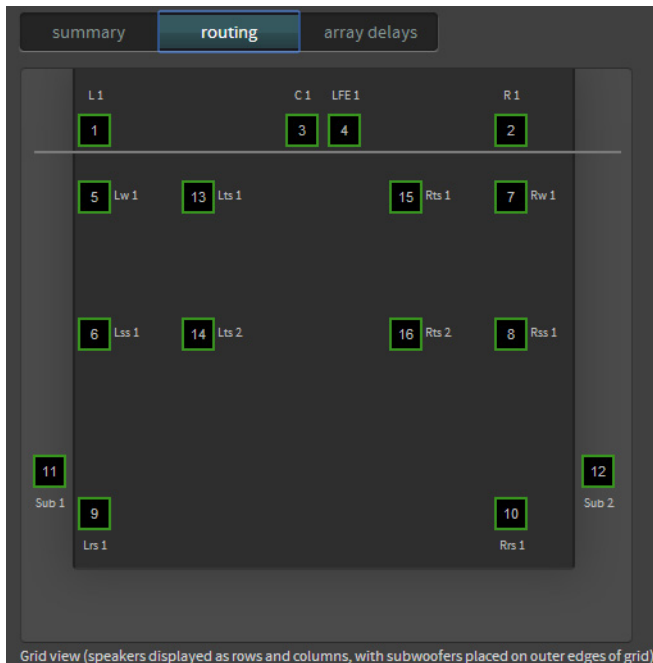 summary routing array delays
L 1 C 1 LFE 1 R 1
1 3 4 2
5 Lw 1 13 Lts 1 15 Rts 1 7 Rw 1
6 Lss 1 14 Lts 2 16 Rts 2 8 Rss 1
11 12
Sub 1 Sub 2
9 10
Lrs 1 Rrs 1
Grid view (speakers displayed as rows and columns, with subwoofers placed on outer edges of grid)